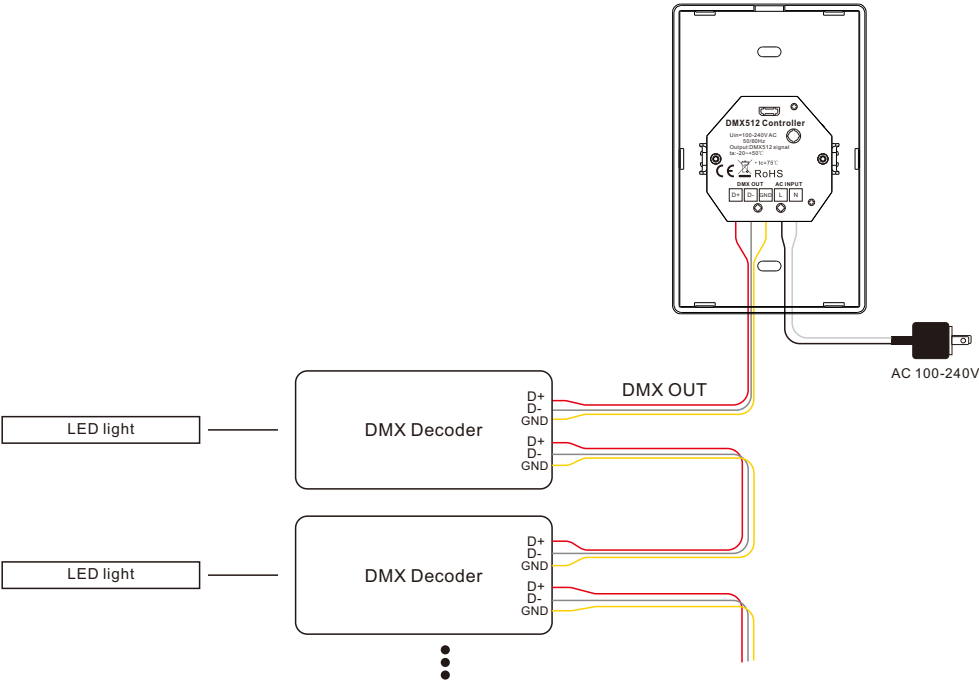 DMX512 Controller
Uin=100-240V AC
50/60Hz
Output:DMX512 signal
ta:-20~+50℃
• tc=75℃
CE
RoHS
DMX OUT AC INPUT
D+ D- GND L N
AC 100-240V
DMX OUT
D+
D-
GND
DMX Decoder
LED light
D+
D-
GND
D+
D-
GND
DMX Decoder
LED light
D+
D-
GND